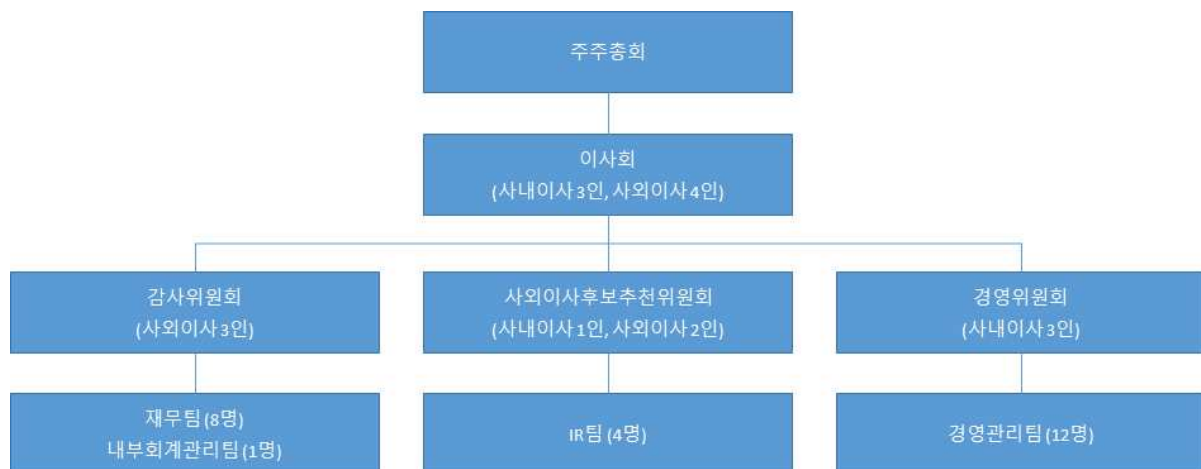 주주총회
이사회
(사내이사 3인, 사외이사 4인)
감사위원회
(사외이사 3인)
사외이사후보추천위원회
(사내이사 1인, 사외이사 2인)
경영위원회
(사내이사 3인)
재무팀 (8명)
내부회계관리팀 (1명)
IR팀 (4명)
경영관리팀 (12명)